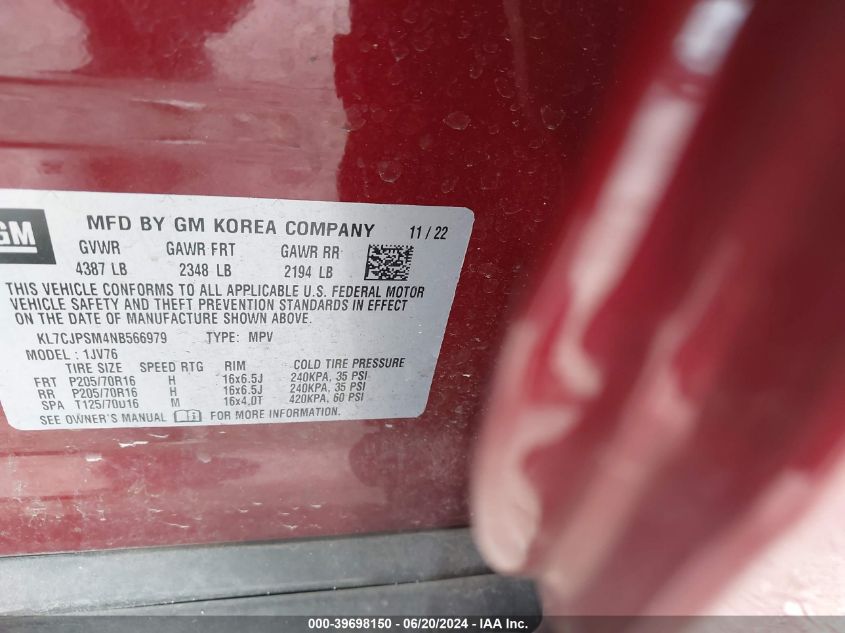 GM
MFD BY GM KOREA COMPANY 11 / 22
GVWR GAWR FRT GAWR RR
4387 LB 2348 LB 2194 LB
THIS VEHICLE CONFORMS TO ALL APPLICABLE U.S. FEDERAL MOTOR
VEHICLE SAFETY AND THEFT PREVENTION STANDARDS IN EFFECT
ON THE DATE OF MANUFACTURE SHOWN ABOVE.
KL7CJPSM4NB566979 TYPE: MPV
MODEL : 1JV76
TIRE SIZE SPEED RTG RIM COLD TIRE PRESSURE
FRT P205/70R16 H 16x6.5J 240KPA, 35 PSI
RR P205/70R16 H 16x6.5J 240KPA, 35 PSI
SPA T125/70D16 M 16x4.0T 420KPA, 60 PSI
SEE OWNER'S MANUAL FOR MORE INFORMATION.
000-39698150 / 06/20/2024 - © IAA, Inc.